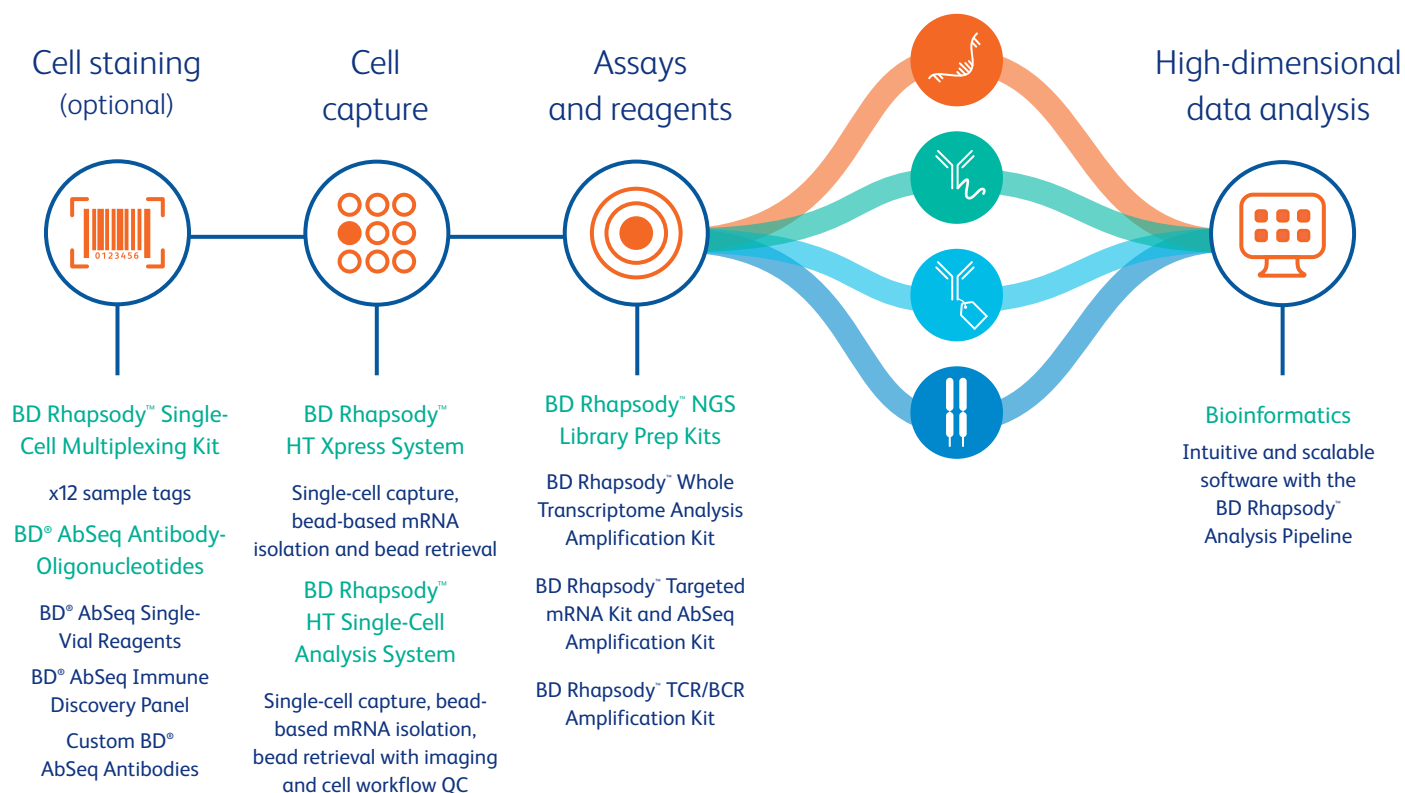 Cell staining
(optional)
0123456
BD Rhapsody™ Single-
Cell Multiplexing Kit
x12 sample tags
BD® AbSeq Antibody-
Oligonucleotides
BD® AbSeq Single-
Vial Reagents
BD® AbSeq Immune
Discovery Panel
Custom BD®
AbSeq Antibodies
Cell
capture
BD Rhapsody™
HT Xpress System
Single-cell capture,
bead-based mRNA
isolation and bead retrieval
BD Rhapsody™
HT Single-Cell
Analysis System
Single-cell capture, bead-
based mRNA isolation,
bead retrieval with imaging
and cell workflow QC
Assays
and reagents
BD Rhapsody™ NGS
Library Prep Kits
BD Rhapsody™ Whole
Transcriptome Analysis
Amplification Kit
BD Rhapsody™ Targeted
mRNA Kit and AbSeq
Amplification Kit
BD Rhapsody™ TCR/BCR
Amplification Kit
High-dimensional
data analysis
Bioinformatics
Intuitive and scalable
software with the
BD Rhapsody™
Analysis Pipeline